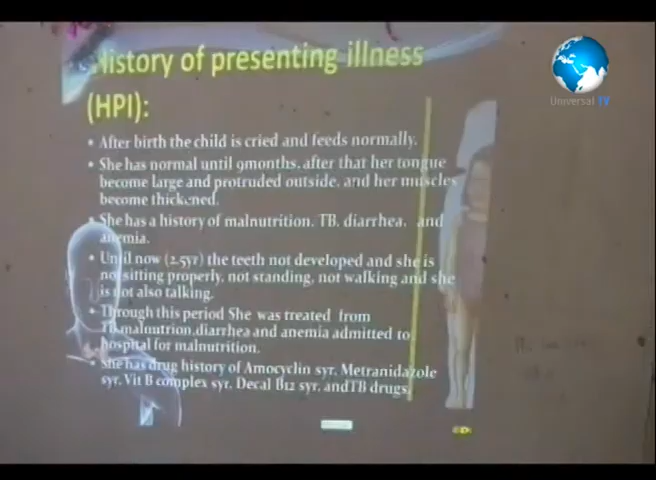 History of presenting illness
(HPI):
• After birth the child is cried and feeds normally.
• She has normal until 9months, after that her tongue
become large and protruded outside, and her muscles
become thickened.
• She has a history of malnutrition, TB, diarrhea, and
anemia.
• Until now (2.5yr) the teeth not developed and she is
not sitting properly, not standing, not walking and she
is not also talking.
• Through this period She was treated from
TB,malnutrion,diarrhea and anemia admitted to
hospital for malnutrition.
• She has drug history of Amocyclin syr, Metranidazole
syr, Vit B complex syr, Decal B12 syr, andTB drugs.
UNIVERSAL TV